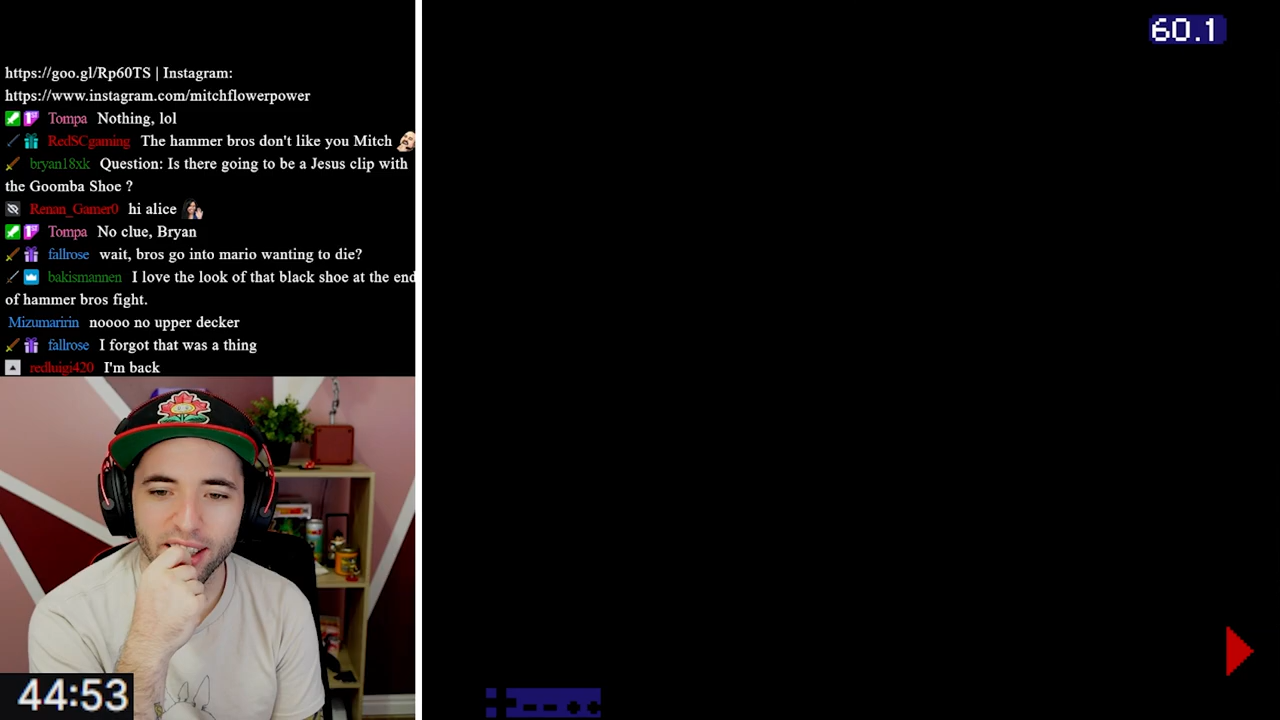 60.1
https://goo.gl/Rp60TS | Instagram:
https://www.instagram.com/mitchflowerpower
Tompa Nothing, lol
RedSCgaming The hammer bros don't like you Mitch
bryan18xk Question: Is there going to be a Jesus clip with
the Goomba Shoe ?
Renan_Gamer0 hi alice
Tompa No clue, Bryan
fallrose wait, bros go into mario wanting to die?
bakismannen I love the look of that black shoe at the end
of hammer bros fight.
Mizumaririn noooo no upper decker
fallrose I forgot that was a thing
redluigi420 I'm back
44:53